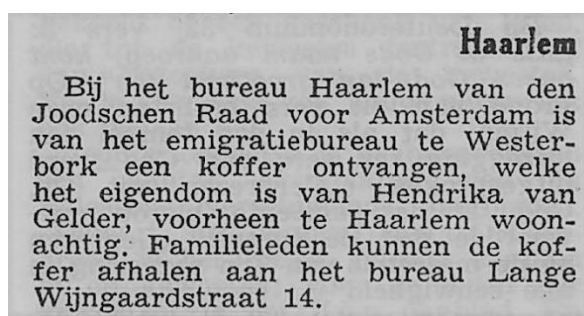 Haarlem
Bij het bureau Haarlem van den
Joodschen Raad voor Amsterdam is
van het emigratiebureau te Wester-
bork een koffer ontvangen, welke
het eigendom is van Hendrika van
Gelder, voorheen te Haarlem woon-
achtig. Familieleden kunnen de kof-
fer afhalen aan het bureau Lange
Wijngaardstraat 14.